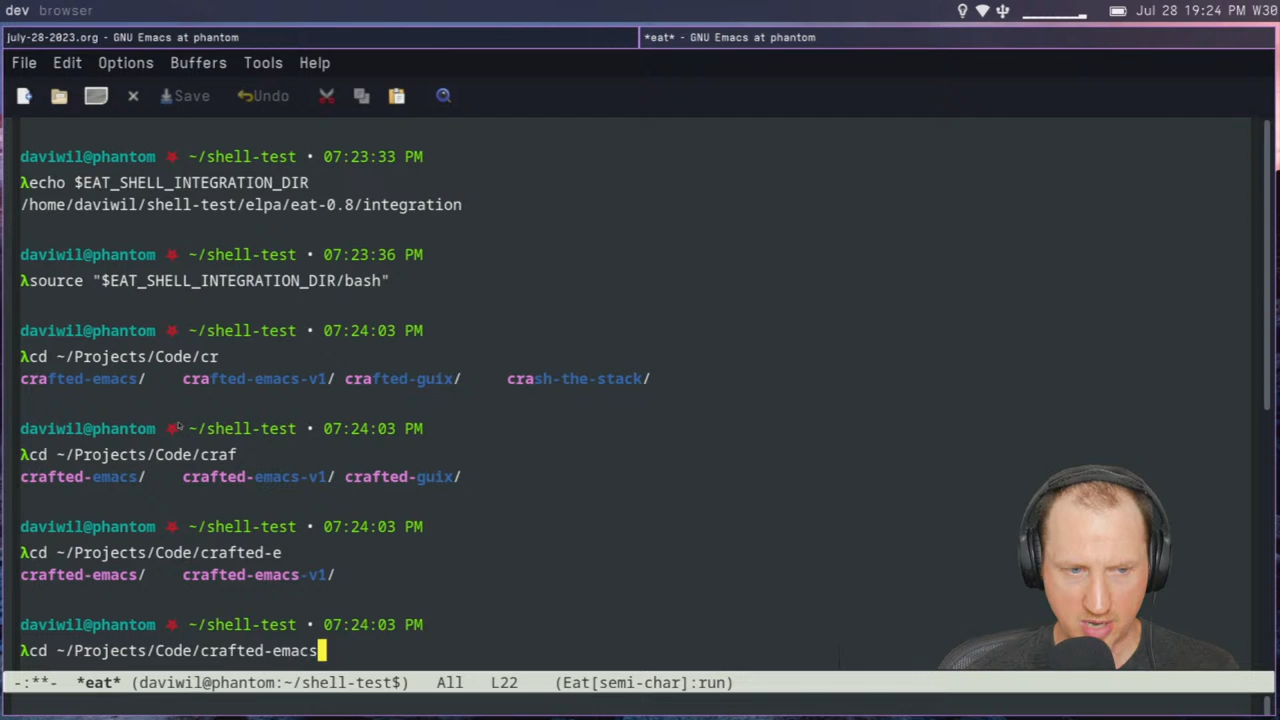 dev browser
Jul 28 19:24 PM W30
july-28-2023.org - GNU Emacs at phantom
*eat* - GNU Emacs at phantom
File Edit Options Buffers Tools Help
Save Undo
daviwil@phantom ~/shell-test • 07:23:33 PM
λecho $EAT_SHELL_INTEGRATION_DIR
/home/daviwil/shell-test/elpa/eat-0.8/integration
daviwil@phantom ~/shell-test • 07:23:36 PM
λsource "$EAT_SHELL_INTEGRATION_DIR/bash"
daviwil@phantom ~/shell-test • 07:24:03 PM
λcd ~/Projects/Code/cr
crafted-emacs/ crafted-emacs-v1/ crafted-guix/ crash-the-stack/
daviwil@phantom ~/shell-test • 07:24:03 PM
λcd ~/Projects/Code/craf
crafted-emacs/ crafted-emacs-v1/ crafted-guix/
daviwil@phantom ~/shell-test • 07:24:03 PM
λcd ~/Projects/Code/crafted-e
crafted-emacs/ crafted-emacs-v1/
daviwil@phantom ~/shell-test • 07:24:03 PM
λcd ~/Projects/Code/crafted-emacs
-:**- *eat* (daviwil@phantom:~/shell-test$) All L22 (Eat[semi-char]:run)